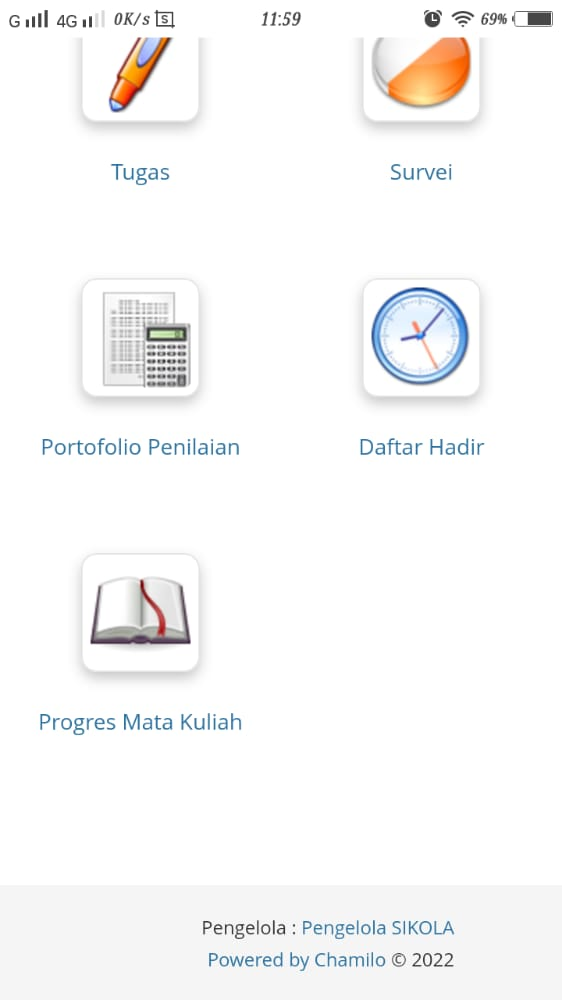 G 4G 0K/s S 11:59 69%
Tugas Survei
Portofolio Penilaian Daftar Hadir
Progres Mata Kuliah
Pengelola : Pengelola SIKOLA
Powered by Chamilo © 2022